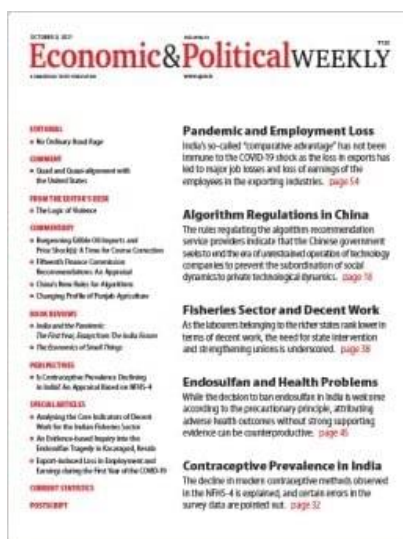 OCTOBER 2, 2021
Economic&PoliticalWEEKLY
EDITORIAL
No Ordinary Road Rage
COMMENT
Quad and Quasi-alignment with
the United States
FROM THE EDITOR'S DESK
The Logic of Violence
COMMENTARY
Burgeoning Edible Oil Imports and
Price Shock(s): A Time for Course Correction
Fifteenth Finance Commission
Recommendations: An Appraisal
China's New Rules for Algorithms
Changing Profile of Punjab Agriculture
BOOK REVIEWS
India and the Pandemic:
The First Year, Essays from The India Forum
The Economics of Small Things
PERSPECTIVES
Is Contraceptive Prevalence Declining
in India? An Appraisal Based on NFHS-4
SPECIAL ARTICLES
Analysing the Core Indicators of Decent
Work for the Indian Fisheries Sector
An Evidence-based Inquiry into the
Endosulfan Tragedy in Kasaragod, Kerala
Export-induced Loss in Employment and
Earnings during the First Year of the COVID-19
CURRENT STATISTICS
POSTSCRIPT
Pandemic and Employment Loss
India's so-called "comparative advantage" has not been
immune to the COVID-19 shock as the loss in exports has
led to major job losses and loss of earnings of the
employees in the exporting industries. page 54
Algorithm Regulations in China
The rules regulating the algorithm-recommendation
service providers indicate that the Chinese government
seeks to end the era of unrestrained operation of technology
companies to prevent the subordination of social
dynamics to private technological dynamics. page 18
Fisheries Sector and Decent Work
As the labourers belonging to the richer states rank lower in
terms of decent work, the need for state intervention
and strengthening unions is underscored. page 38
Endosulfan and Health Problems
While the decision to ban endosulfan in India is welcome
according to the precautionary principle, attributing
adverse health outcomes without strong supporting
evidence can be counterproductive. page 45
Contraceptive Prevalence in India
The decline in modern contraceptive methods observed
in the NFHS-4 is explained, and certain errors in the
survey data are pointed out. page 32